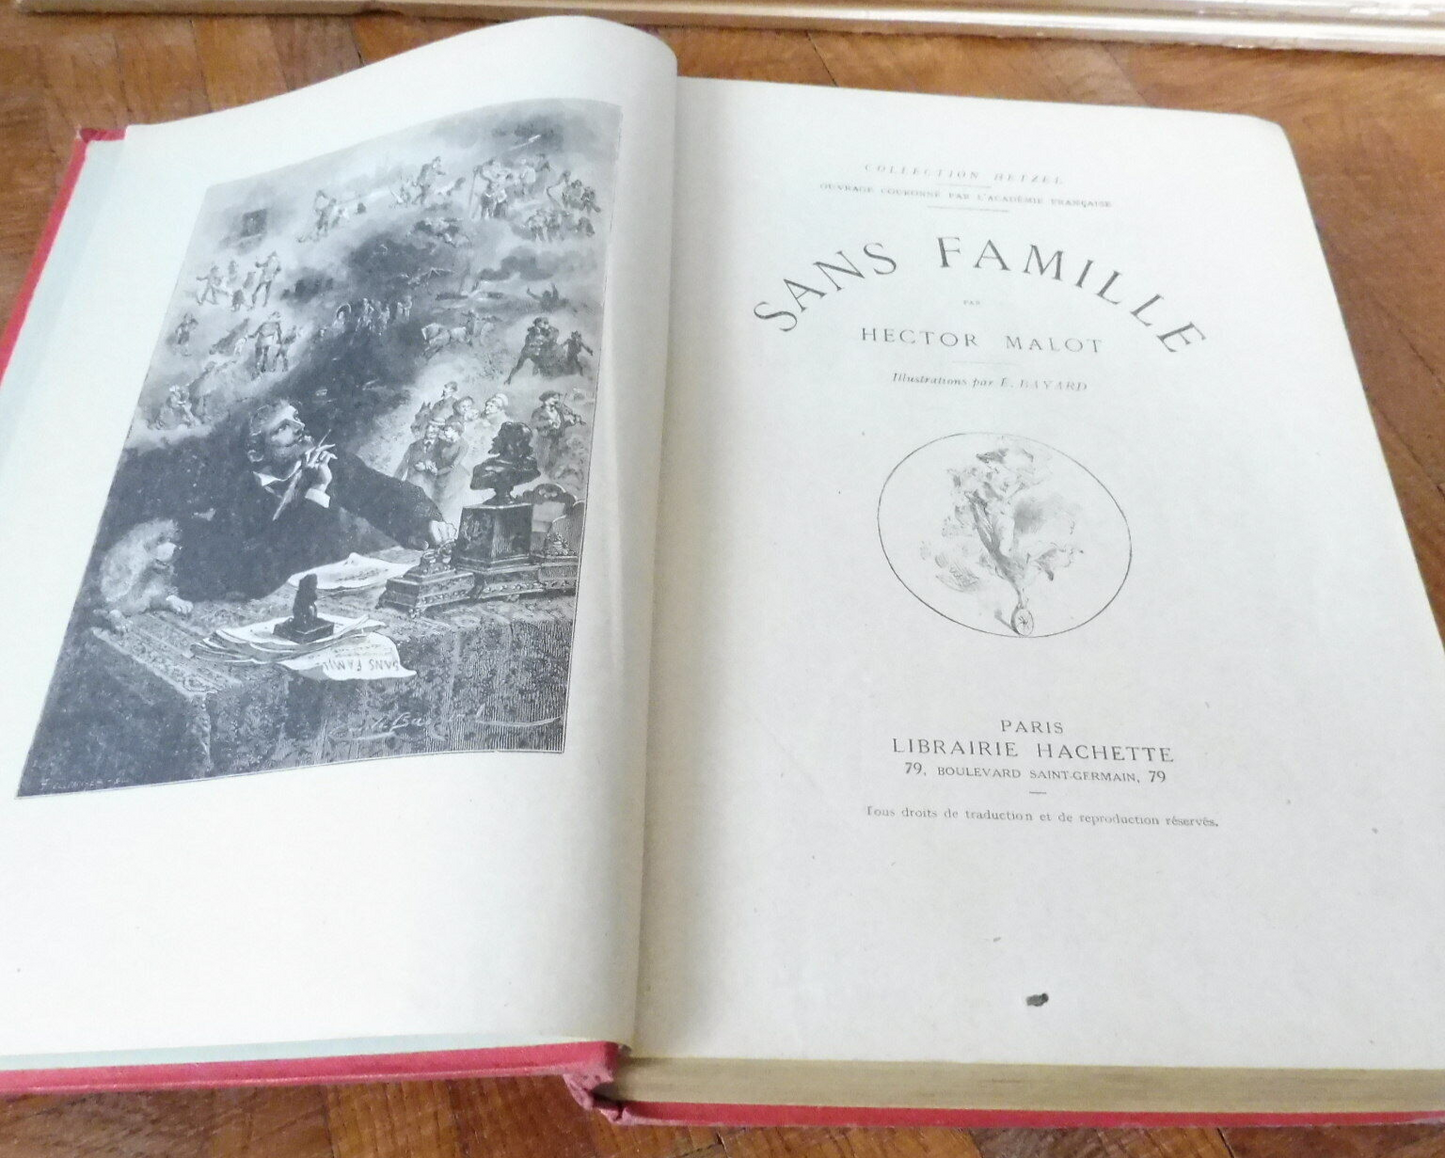 SANS FAMIL
COLLECTION HETZEL
OUVRAGE COURONNÉ PAR L'ACADÉMIE FRANÇAISE
SANS FAMILLE
PAR
HECTOR MALOT
Illustrations par E. BAYARD
PARIS
LIBRAIRIE HACHETTE
79, BOULEVARD SAINT-GERMAIN, 79
Tous droits de traduction et de reproduction réservés.